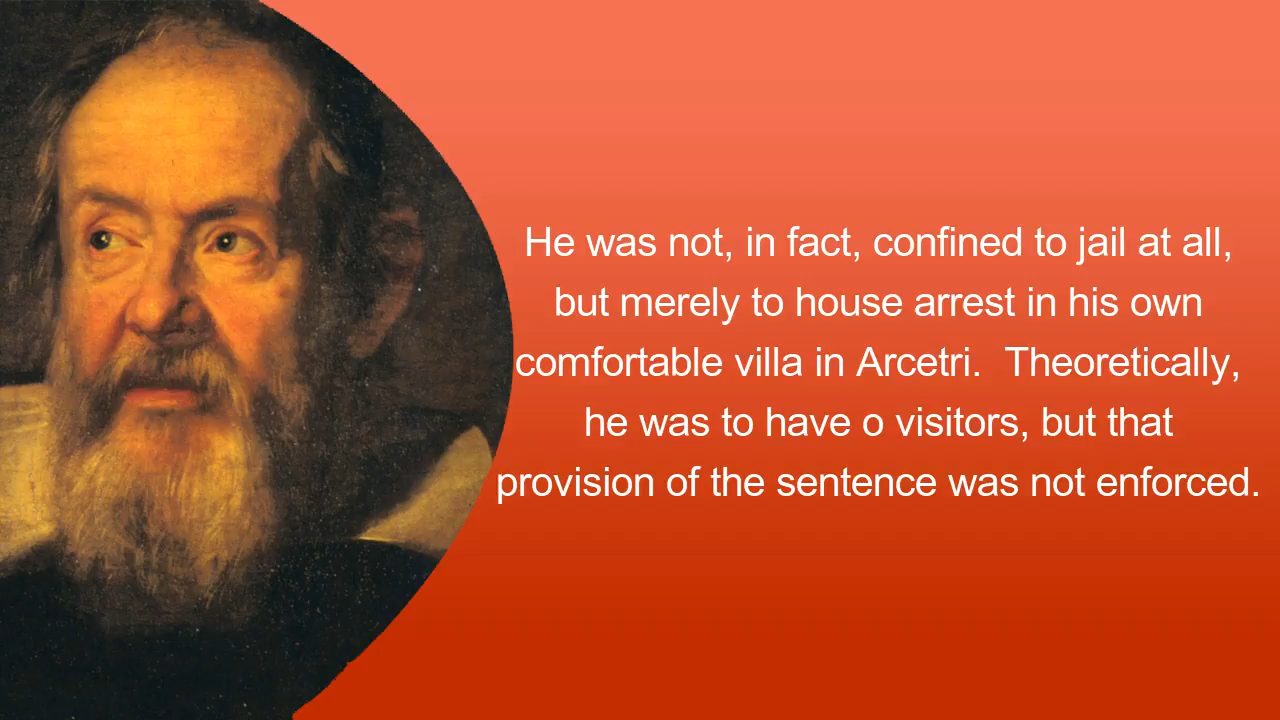 He was not, in fact, confined to jail at all,
but merely to house arrest in his own
comfortable villa in Arcetri.  Theoretically,
he was to have o visitors, but that
provision of the sentence was not enforced.